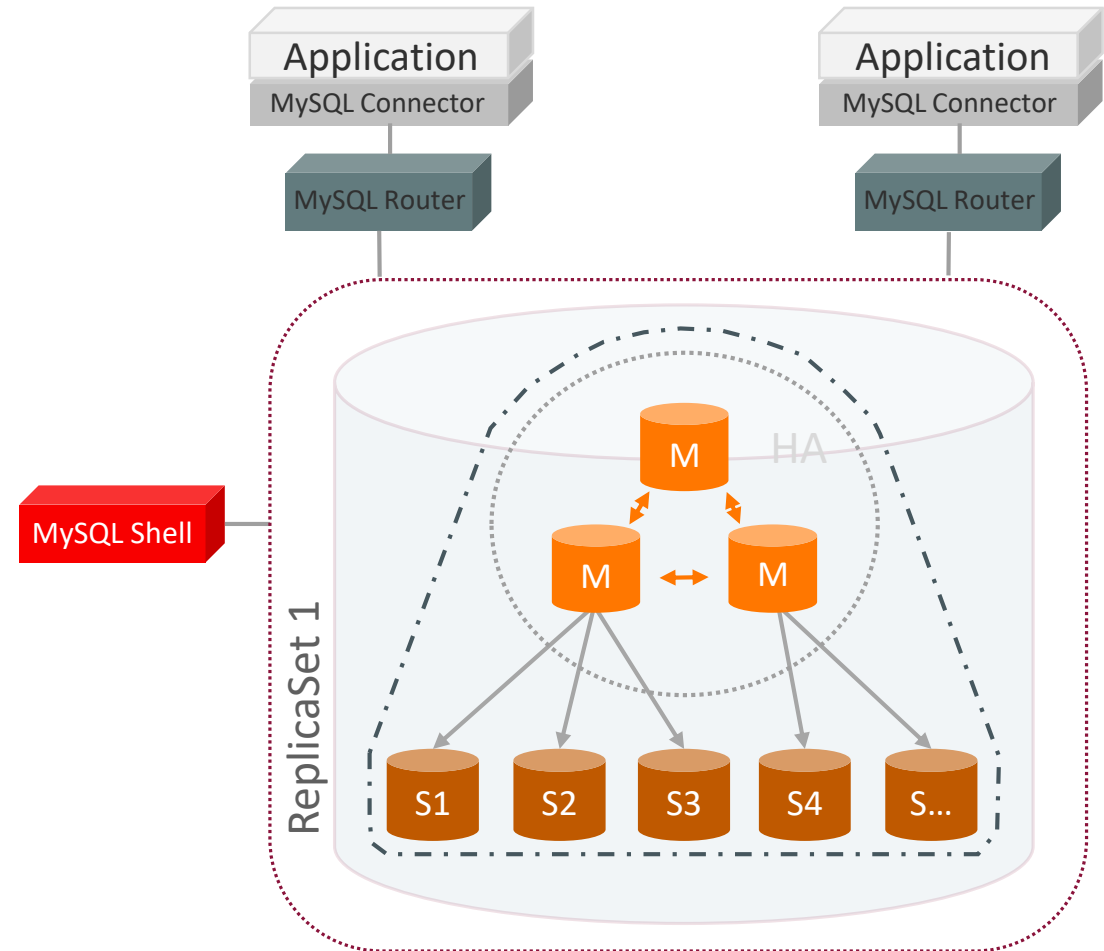 Application
MySQL Connector
MySQL Router
Application
MySQL Connector
MySQL Router
MySQL Shell
ReplicaSet 1
HA
M
M
M
S1
S2
S3
S4
S...